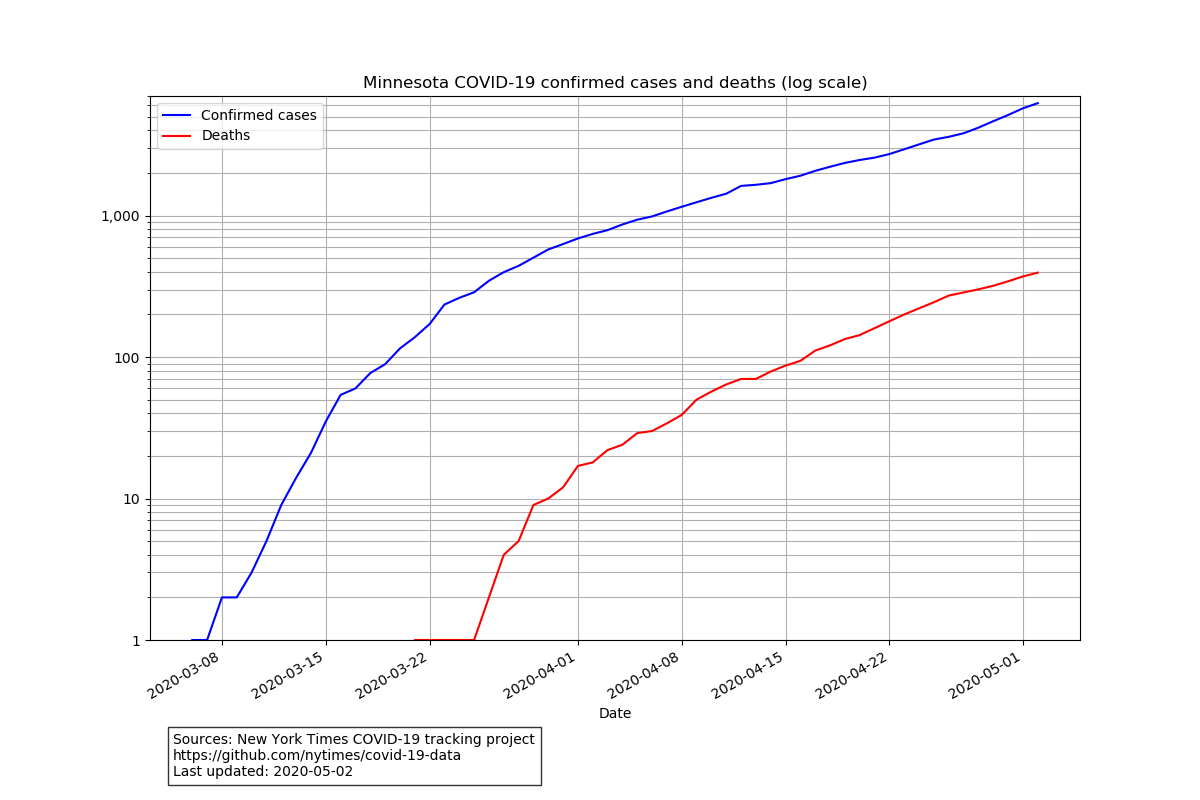 Minnesota COVID-19 confirmed cases and deaths (log scale)
Confirmed cases
Deaths
1,000
100
10
1
2020-03-08
2020-03-15
2020-03-22
2020-04-01
2020-04-08
2020-04-15
2020-04-22
2020-05-01
Date
Sources: New York Times COVID-19 tracking project
https://github.com/nytimes/covid-19-data
Last updated: 2020-05-02